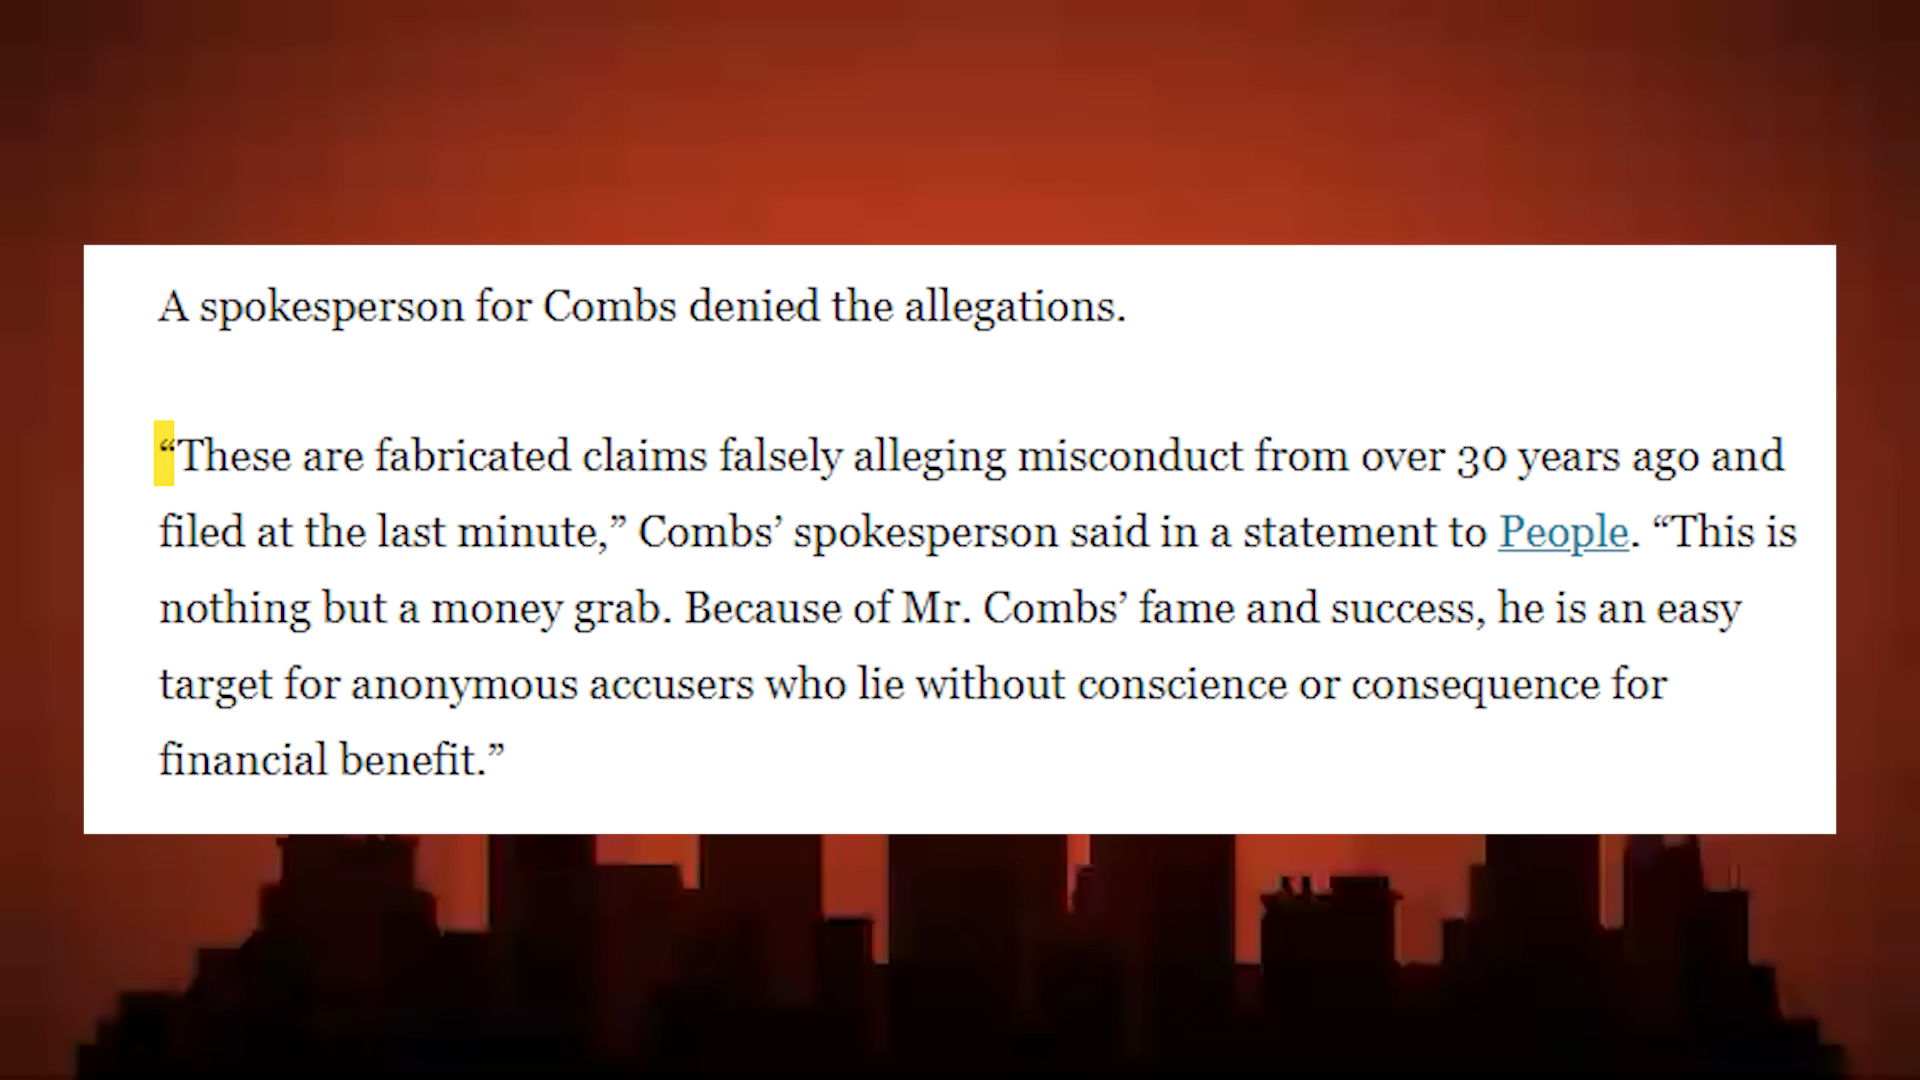 A spokesperson for Combs denied the allegations.
“These are fabricated claims falsely alleging misconduct from over 30 years ago and
filed at the last minute,” Combs’ spokesperson said in a statement to People. “This is
nothing but a money grab. Because of Mr. Combs’ fame and success, he is an easy
target for anonymous accusers who lie without conscience or consequence for
financial benefit.”